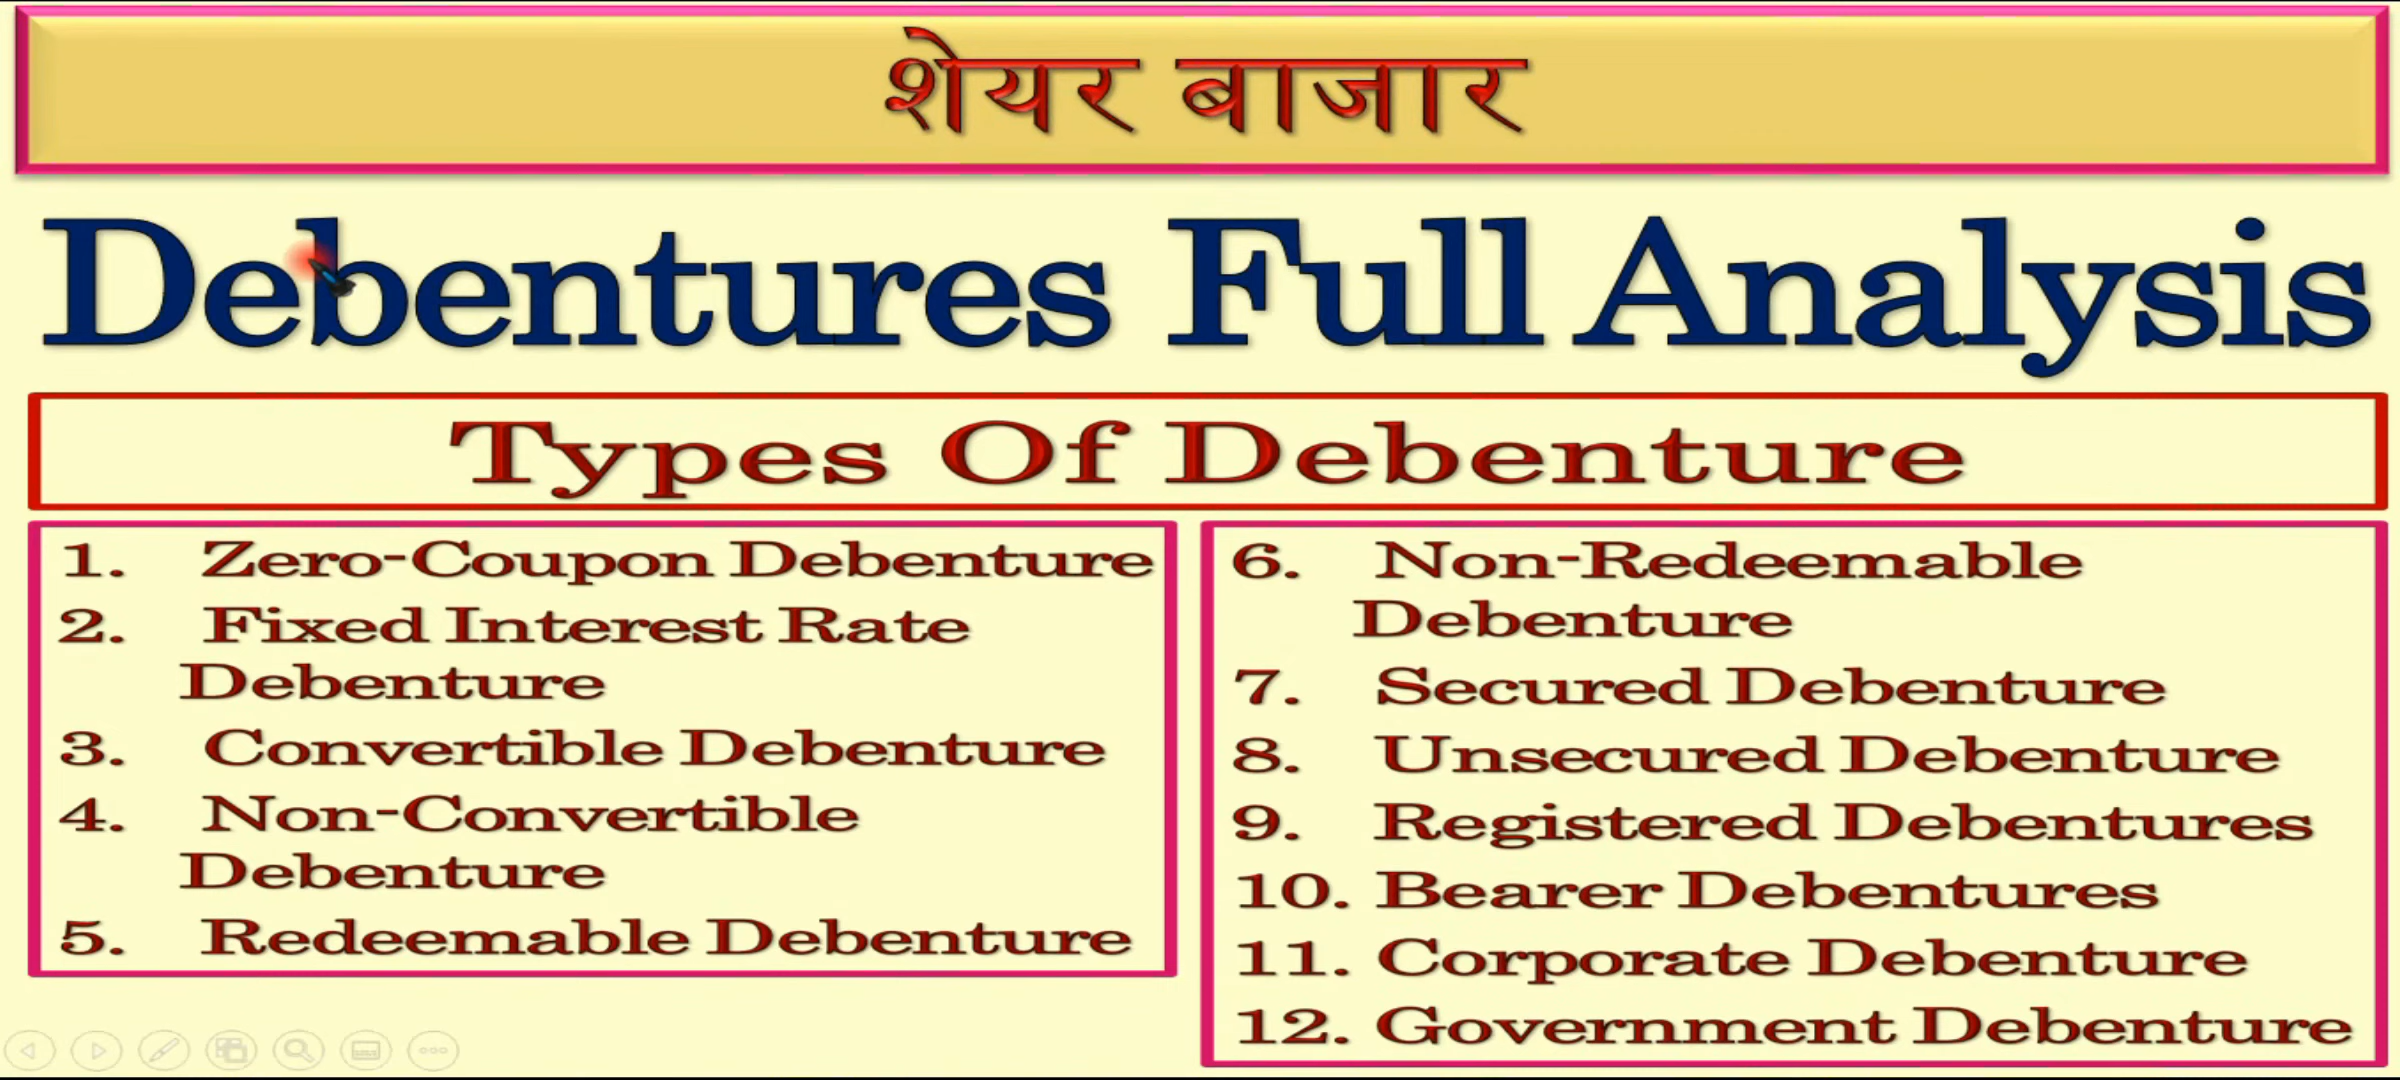 शेयर बाजार
Debentures Full Analysis
Types Of Debenture
1. Zero-Coupon Debenture
2. Fixed Interest Rate
Debenture
3. Convertible Debenture
4. Non-Convertible
Debenture
5. Redeemable Debenture
6. Non-Redeemable
Debenture
7. Secured Debenture
8. Unsecured Debenture
9. Registered Debentures
10. Bearer Debentures
11. Corporate Debenture
12. Government Debenture